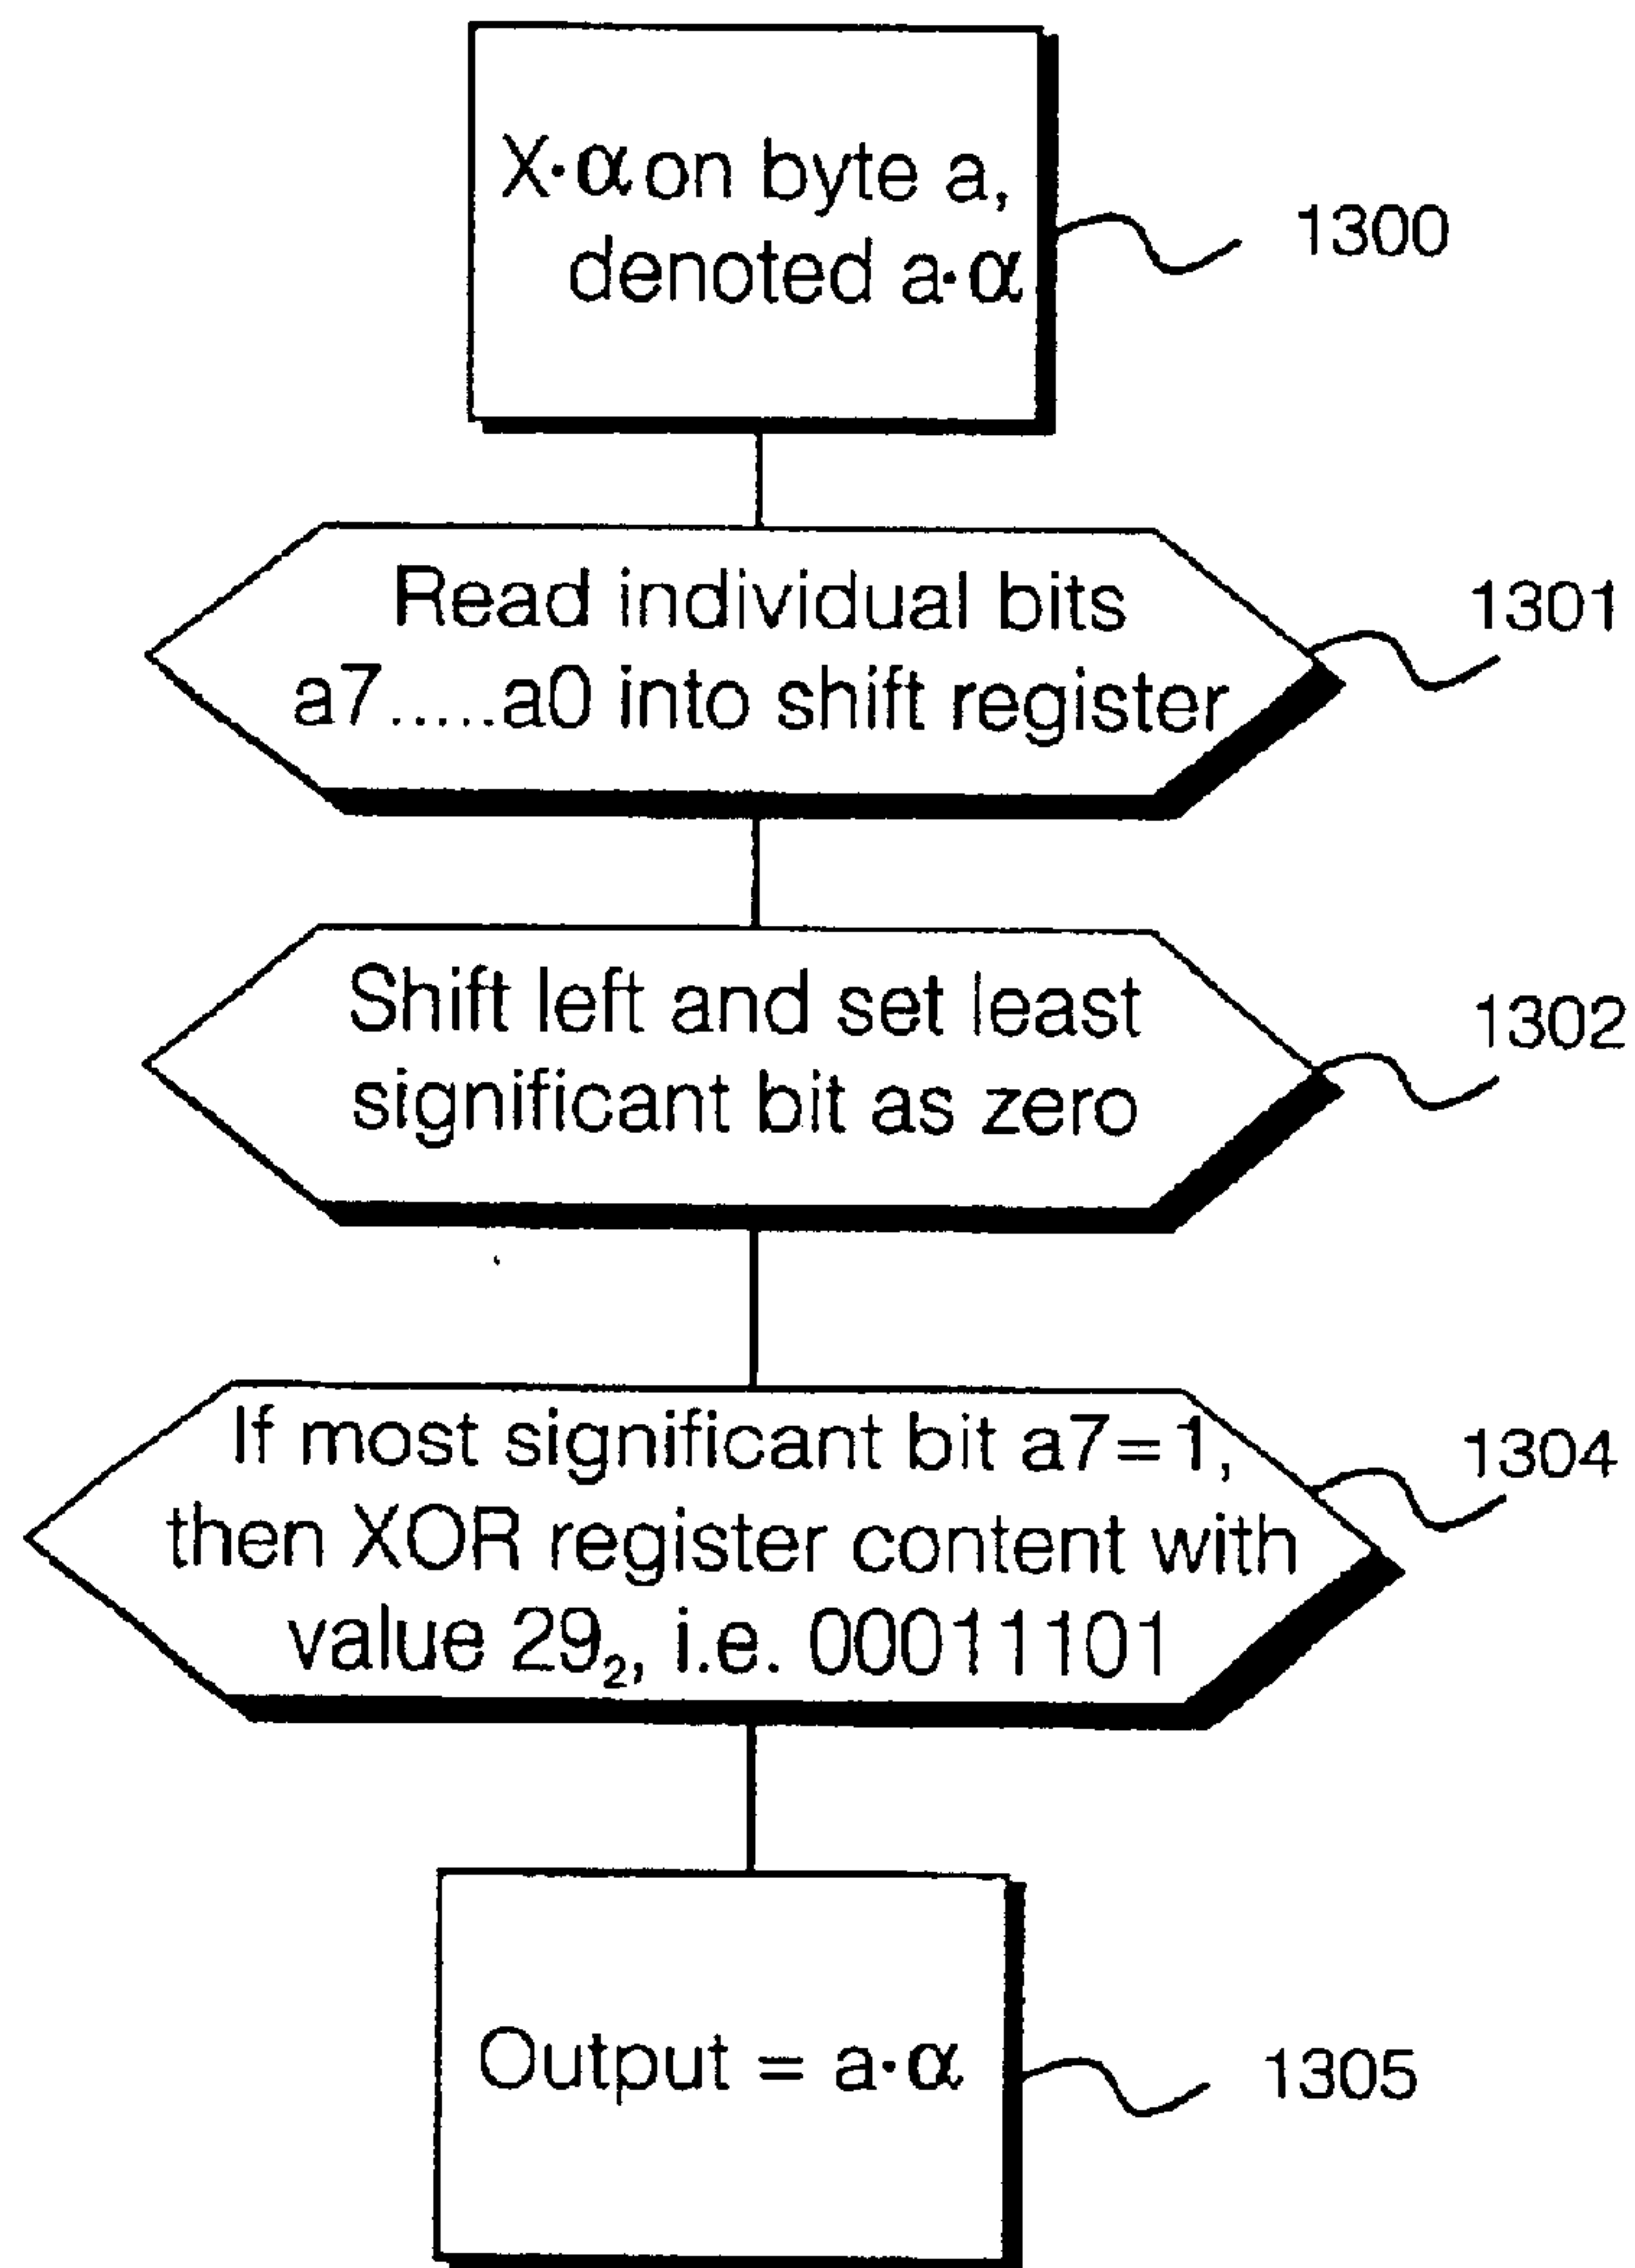 X·α on byte a,
denoted a·α
1300
Read individual bits
a7.....a0 into shift register
1301
Shift left and set least
significant bit as zero
1302
If most significant bit a7=1,
then XOR register content with
value 29₂, i.e. 00011101
1304
Output = a·α
1305